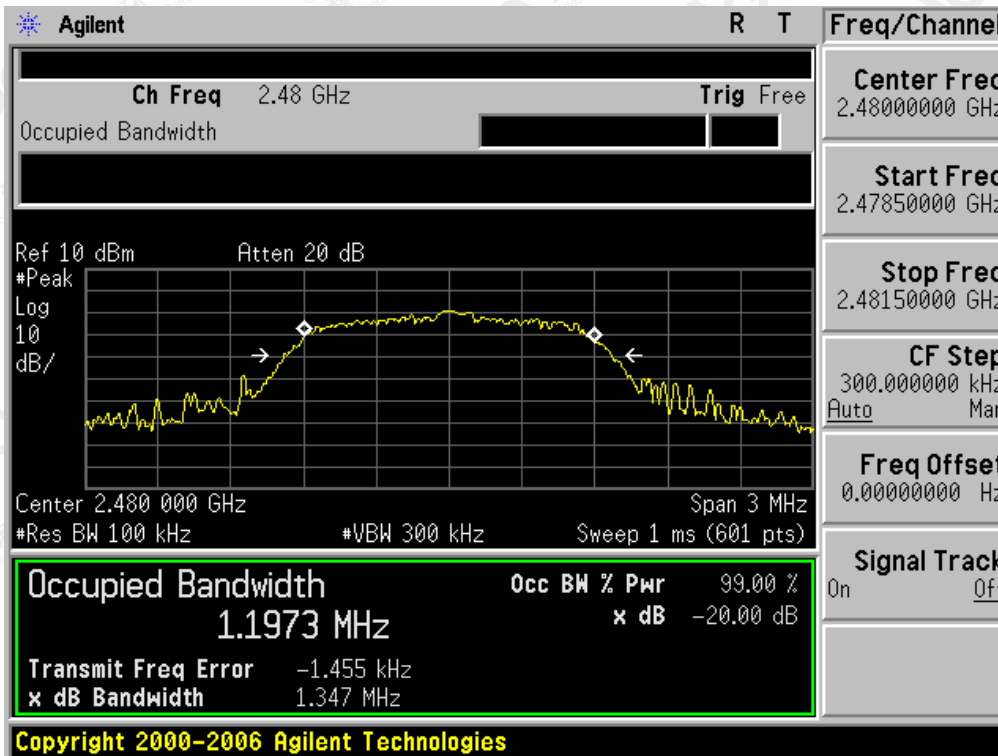 Agilent R T
Ch Freq 2.48 GHz Trig Free
Occupied Bandwidth
Ref 10 dBm Atten 20 dB
#Peak
Log
10
dB/
Center 2.480 000 GHz Span 3 MHz
#Res BW 100 kHz #VBW 300 kHz Sweep 1 ms (601 pts)
Occupied Bandwidth
1.1973 MHz
Occ BW % Pwr 99.00 %
x dB -20.00 dB
Transmit Freq Error -1.455 kHz
x dB Bandwidth 1.347 MHz
Copyright 2000-2006 Agilent Technologies
Freq/Channel
Center Freq
2.48000000 GHz
Start Freq
2.47850000 GHz
Stop Freq
2.48150000 GHz
CF Step
300.000000 kHz
Auto Man
Freq Offset
0.00000000 Hz
Signal Track
On Off